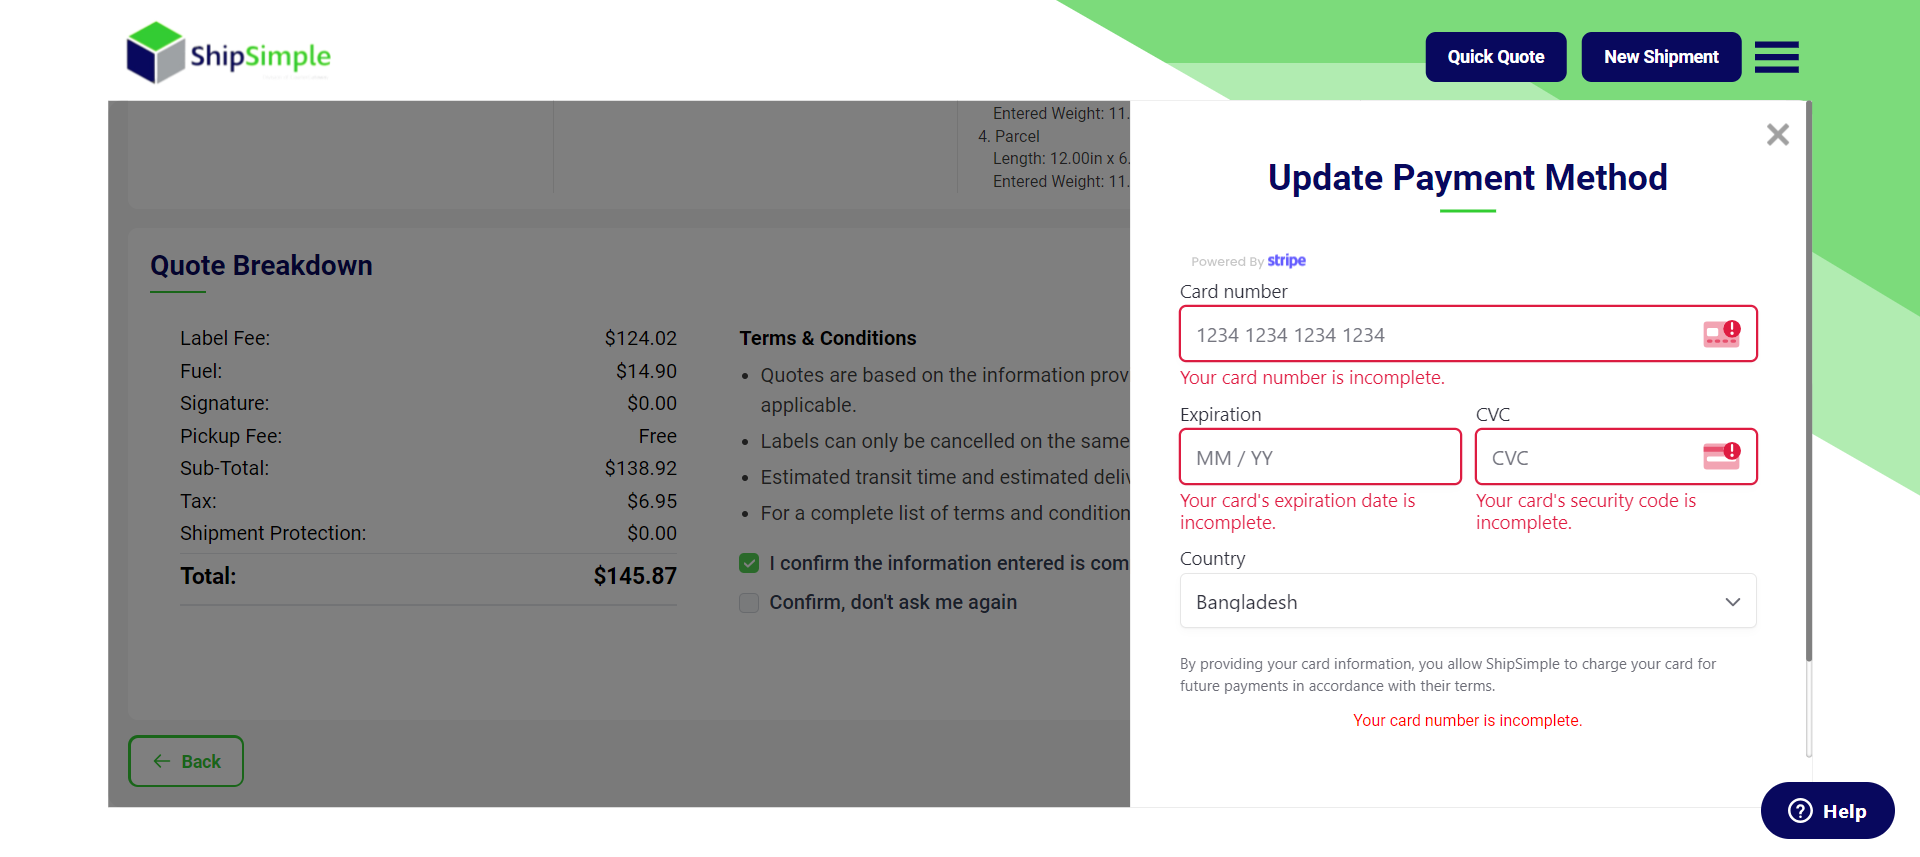 ShipSimple
Quick Quote
New Shipment
Entered Weight: 11.
4. Parcel
Length: 12.00in x 6.
Entered Weight: 11.
Quote Breakdown
Label Fee: $124.02
Fuel: $14.90
Signature: $0.00
Pickup Fee: Free
Sub-Total: $138.92
Tax: $6.95
Shipment Protection: $0.00
Total: $145.87
Terms & Conditions
• Quotes are based on the information prov
applicable.
• Labels can only be cancelled on the same
• Estimated transit time and estimated deliv
• For a complete list of terms and condition
I confirm the information entered is com
Confirm, don't ask me again
Back
Update Payment Method
Powered By stripe
Card number
1234 1234 1234 1234
Your card number is incomplete.
Expiration
CVC
MM / YY
CVC
Your card's expiration date is
incomplete.
Your card's security code is
incomplete.
Country
Bangladesh
By providing your card information, you allow ShipSimple to charge your card for
future payments in accordance with their terms.
Your card number is incomplete.
Help